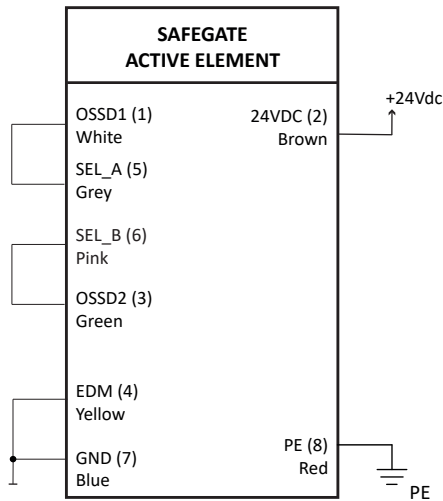 SAFEGATE
ACTIVE ELEMENT
OSSD1 (1)
White
SEL_A (5)
Grey
SEL_B (6)
Pink
OSSD2 (3)
Green
EDM (4)
Yellow
GND (7)
Blue
24VDC (2)
Brown
+24Vdc
PE (8)
Red
PE